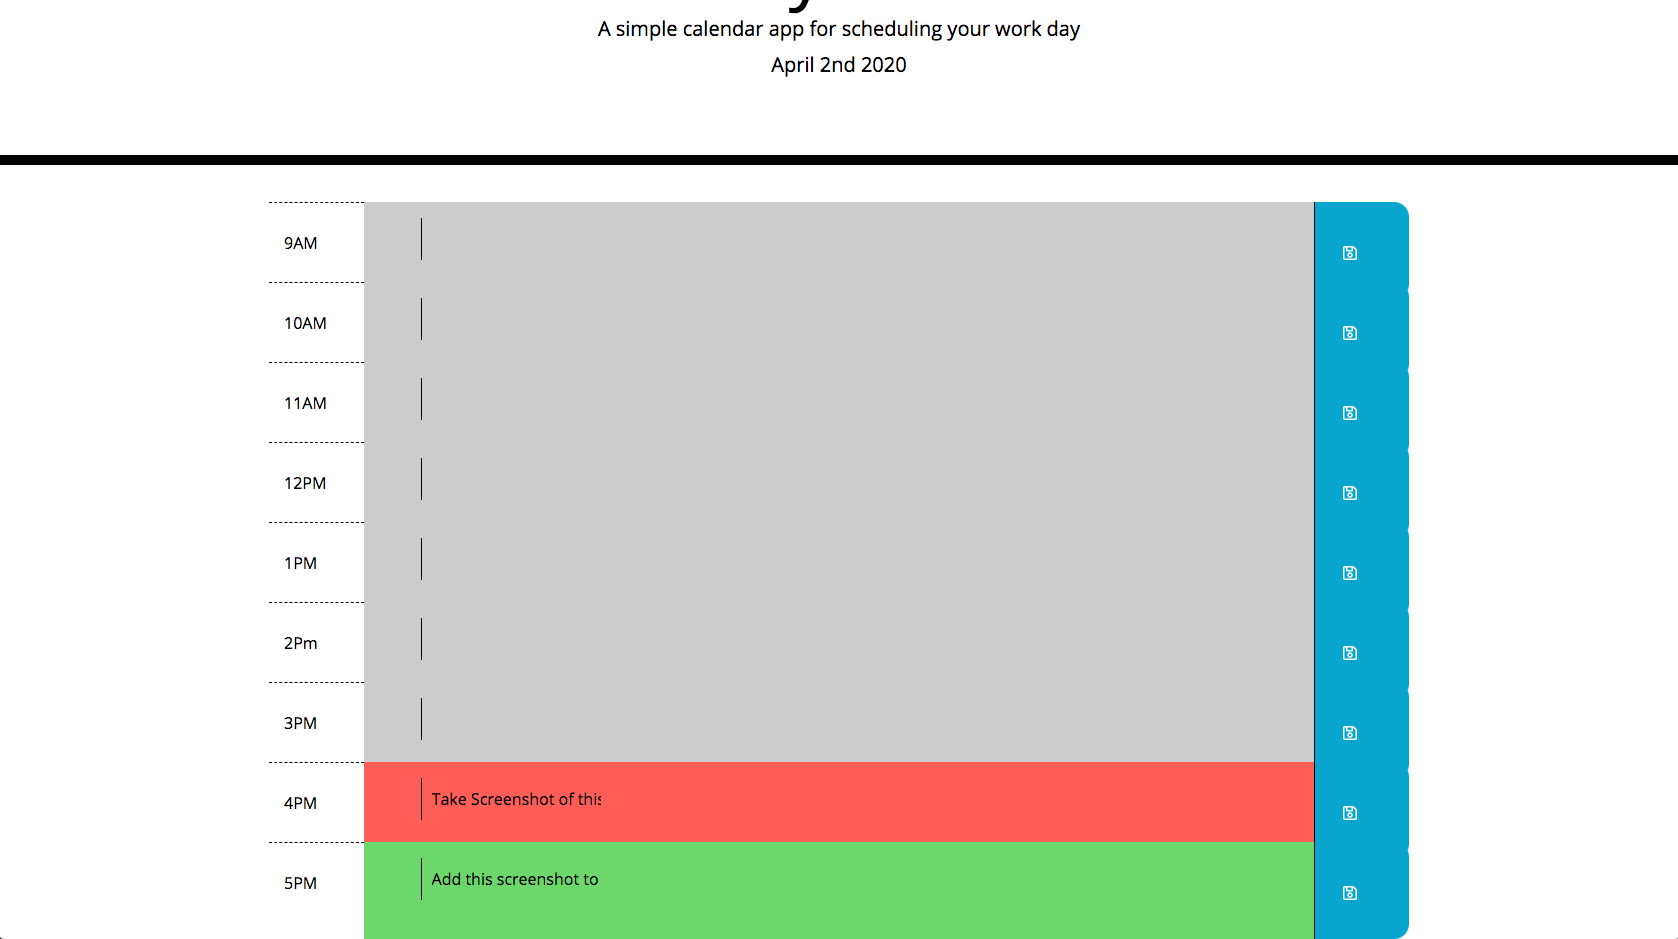 A simple calendar app for scheduling your work day
April 2nd 2020
9AM
10AM
11AM
12PM
1PM
2Pm
3PM
4PM Take Screenshot of this
5PM Add this screenshot to